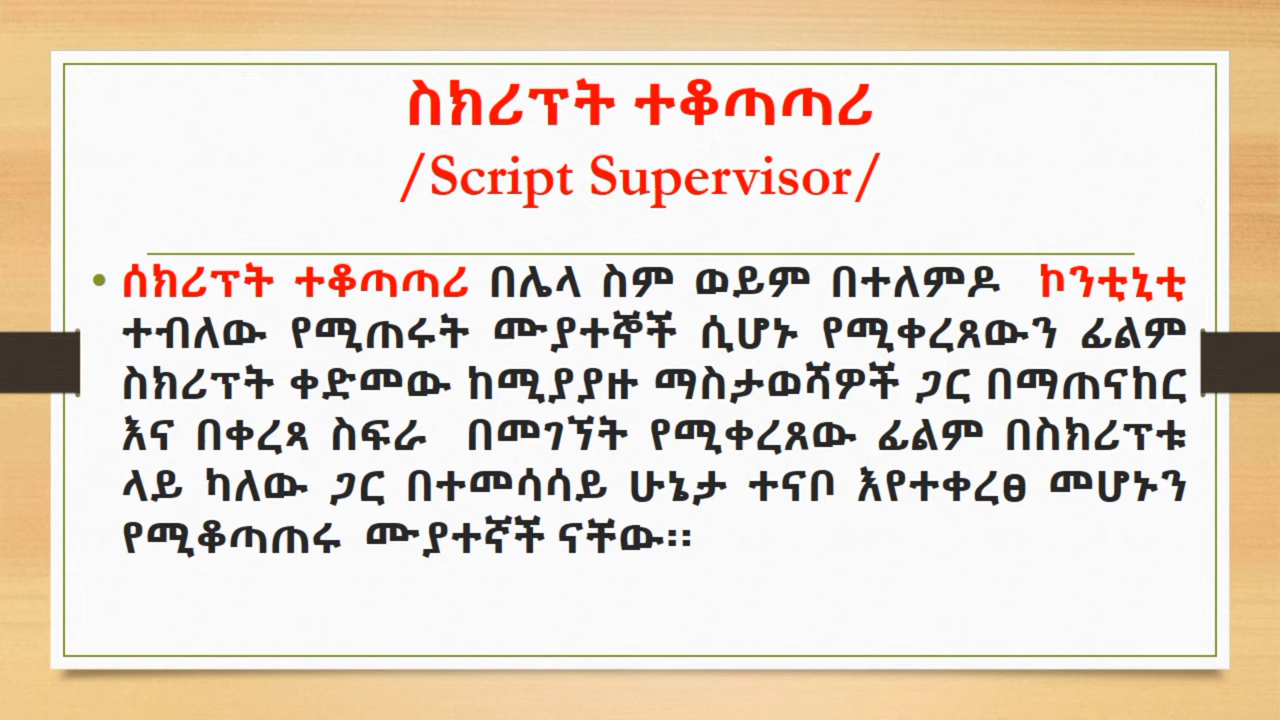 ስክሪፕት ተቆጣጣሪ
/Script Supervisor/
• ሰክሪፕት ተቆጣጣሪ በሌላ ስም ወይም በተለምዶ ኮንቲኒቲ
ተብለው የሚጠሩት ሙያተኞች ሲሆኑ የሚቀረጸውን ፊልም
ስክሪፕት ቀድመው ከሚያያዙ ማስታወሻዎች ጋር በማጠናከር
እና በቀረጻ ስፍራ በመገኘት የሚቀረጸው ፊልም በስክሪፕቱ
ላይ ካለው ጋር በተመሳሳይ ሁኔታ ተናቦ እየተቀረፀ መሆኑን
የሚቆጣጠሩ ሙያተኛች ናቸው፡፡